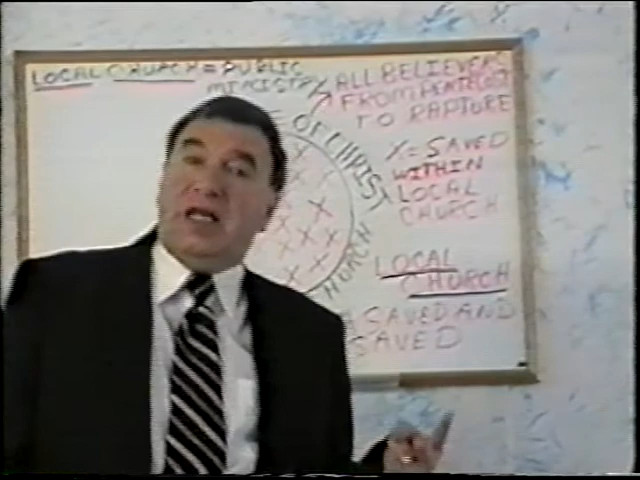 LOCAL CHURCH = PUBLIC
MINISTRY
ALL BELIEVERS
FROM PENTECOST
TO RAPTURE
OF CHRIST
X = SAVED
WITHIN
LOCAL
CHURCH
LOCAL
CHURCH
SAVED AND
SAVED